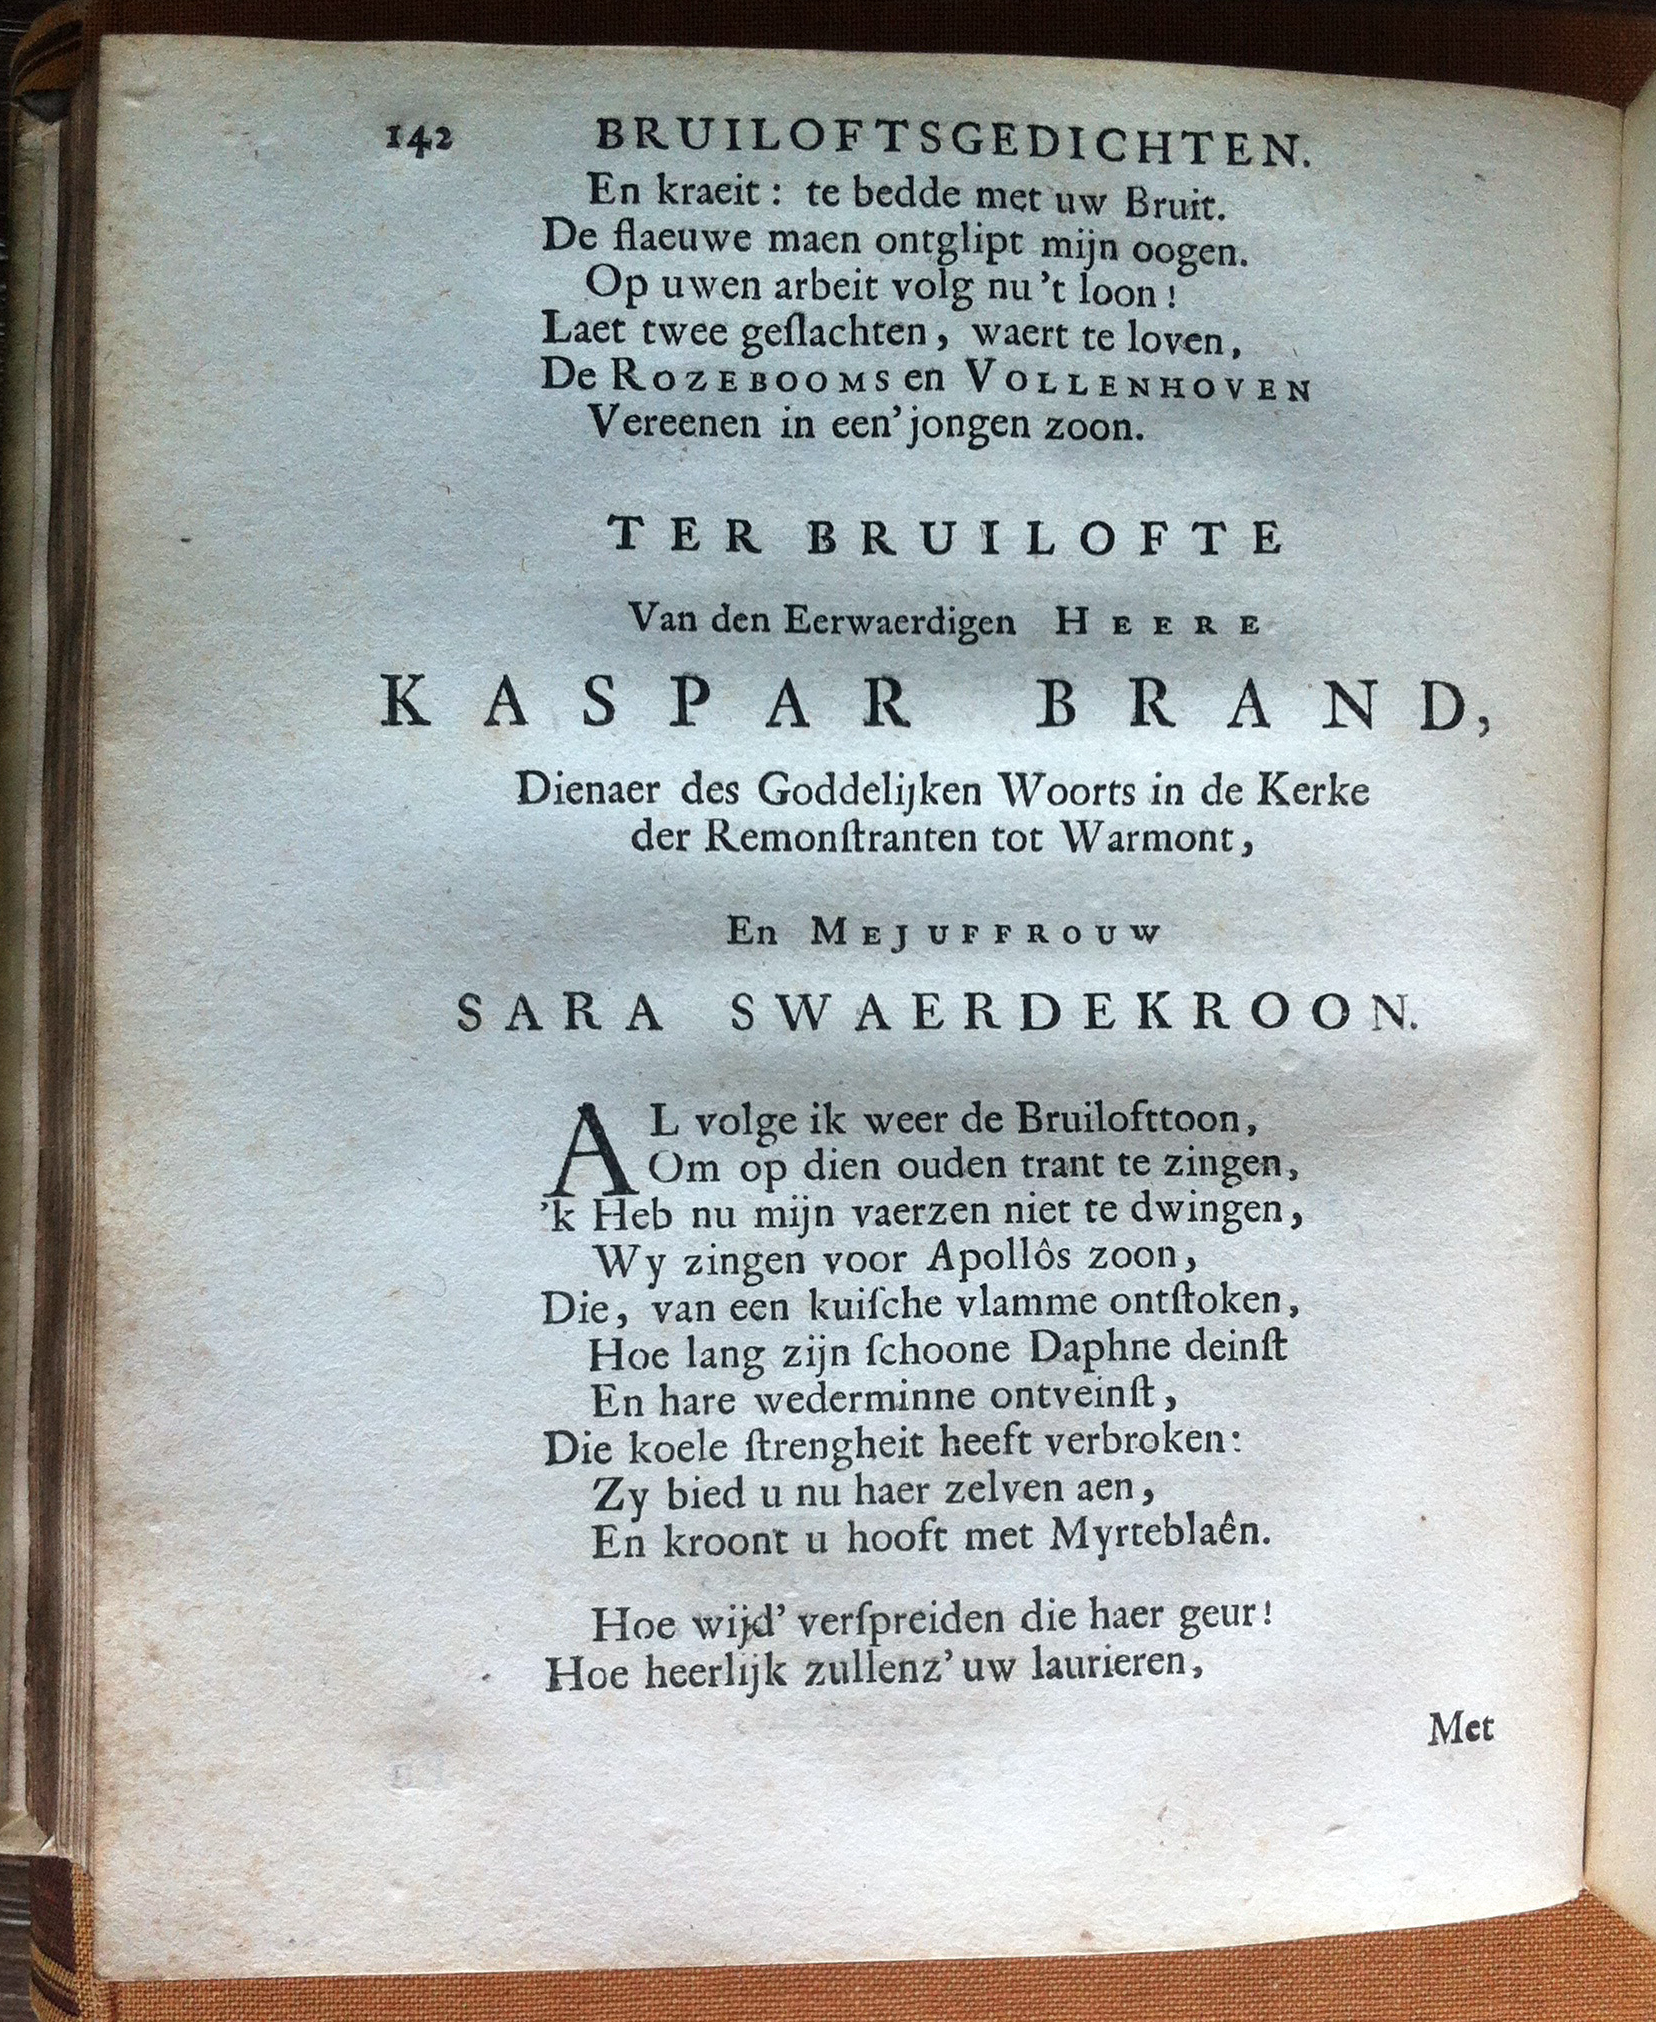 142 BRUILOFTSGEDICHTEN.
En kraeit: te bedde met uw Bruit.
De flaeuwe maen ontglipt mijn oogen.
Op uwen arbeit volg nu 't loon!
Laet twee geſlachten, waert te loven,
De ROZEBOOMS en VOLLENHOVEN
Vereenen in een' jongen zoon.
TER BRUILOFTE
Van den Eerwaerdigen HEERE
KASPAR BRAND,
Dienaer des Goddelijken Woorts in de Kerke
der Remonſtranten tot Warmont,
En MEJUFFROUW
SARA SWAERDEKROON.
AL volge ik weer de Bruilofttoon,
Om op dien ouden trant te zingen,
'k Heb nu mijn vaerzen niet te dwingen,
Wy zingen voor Apollôs zoon,
Die, van een kuiſche vlamme ontſtoken,
Hoe lang zijn ſchoone Daphne deinſt
En hare wederminne ontveinſt,
Die koele ſtrengheit heeft verbroken:
Zy bied u nu haer zelven aen,
En kroont u hooft met Myrteblaên.
Hoe wijd' verſpreiden die haer geur!
Hoe heerlijk zullenz' uw laurieren,
Met